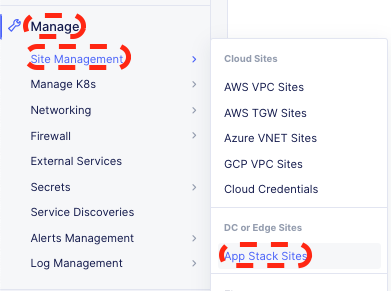 Manage
Site Management
Manage K8s
Networking
Firewall
External Services
Secrets
Service Discoveries
Alerts Management
Log Management
Cloud Sites
AWS VPC Sites
AWS TGW Sites
Azure VNET Sites
GCP VPC Sites
Cloud Credentials
DC or Edge Sites
App Stack Sites